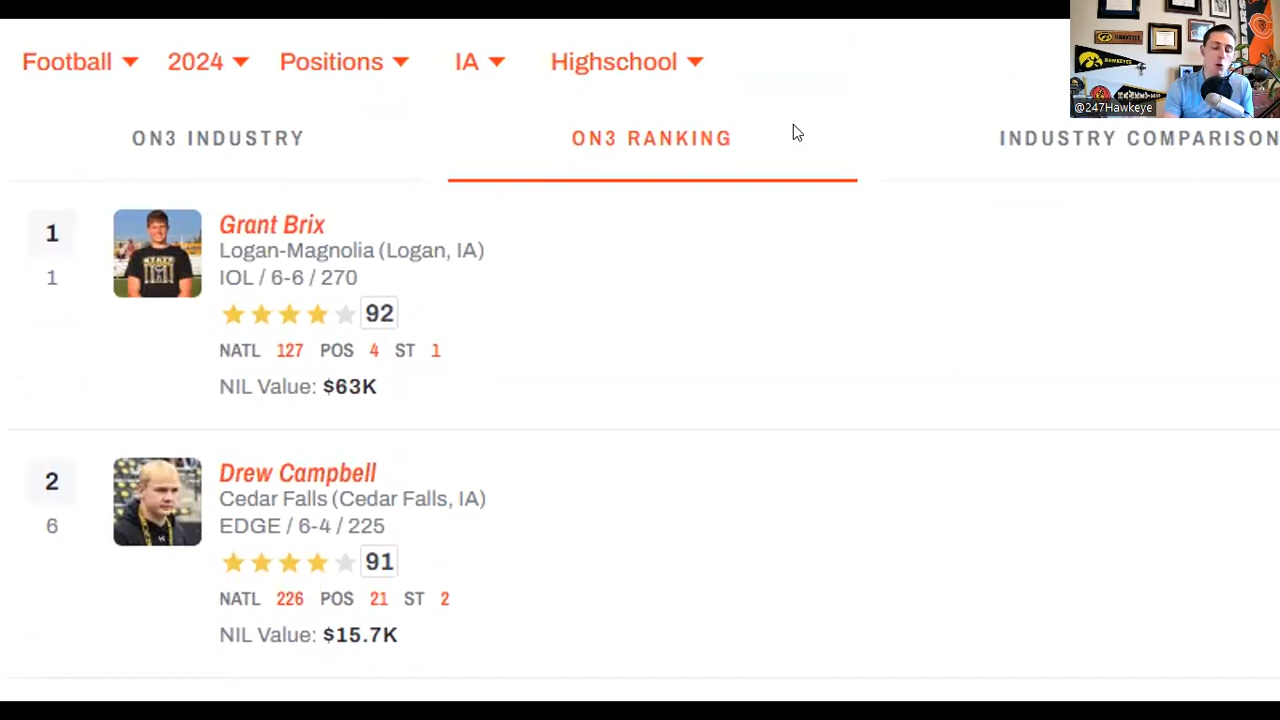 Football 2024 Positions IA Highschool
ON3 INDUSTRY ON3 RANKING INDUSTRY COMPARISON
1
1
Grant Brix
Logan-Magnolia (Logan, IA)
IOL / 6-6 / 270
92
NATL 127 POS 4 ST 1
NIL Value: $63K
2
6
Drew Campbell
Cedar Falls (Cedar Falls, IA)
EDGE / 6-4 / 225
91
NATL 226 POS 21 ST 2
NIL Value: $15.7K
HAWKEYE
HAWKEYES
@247Hawkeye